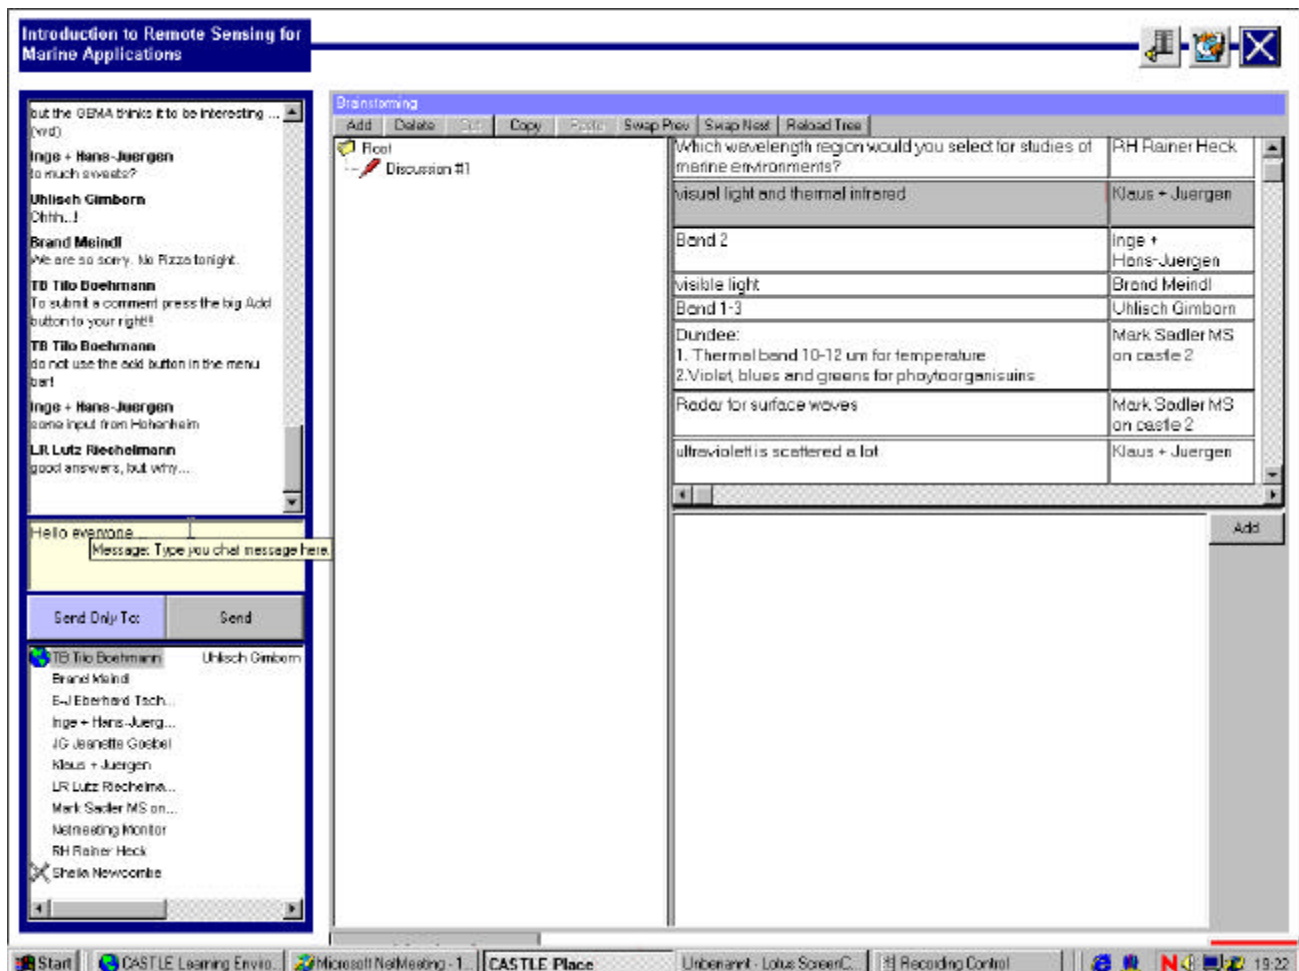 Introduction to Remote Sensing for
Marine Applications
but the GEMA thinks it to be interesting ...
Inge + Hans-Juergen
to much sweets?
Uhlisch Gimborn
Ohhh...!
Brand Meindl
We are so sorry. No Pizza tonight.
TB Tilo Boehmann
To submit a comment press the big Add
button to your right!!!
TB Tilo Boehmann
do not use the add button in the menu
bar!
Inge + Hans-Juergen
some input from Hohenheim
LR Lutz Riechelmann
good answers, but why...
Hello everyone...
Message: Type you chat message here.
Send Only To:
Send
TB Tilo Boehmann
Uhlisch Gimborn
Brand Meindl
E-J Eberhard Tsch...
Inge + Hans-Juerg...
JG Jeanette Goebel
Klaus + Juergen
LR Lutz Riechelma...
Mark Sadler MS on...
Netmeeting Monitor
RH Rainer Heck
Sheila Newcombe
Brainstorming
Add Delete Cut Copy Paste Swap Prev Swap Next Reload Tree
Root
Discussion #1
Which wavelength region would you select for studies of
marine environments?
RH Rainer Heck
visual light and thermal infrared
Klaus + Juergen
Band 2
Inge +
Hans-Juergen
visible light
Brand Meindl
Band 1-3
Uhlisch Gimborn
Dundee:
1. Thermal band 10-12 um for temperature
2.Violet, blues and greens for phoytoorganisuins
Mark Sadler MS
on castle 2
Radar for surface waves
Mark Sadler MS
on castle 2
ultraviolett is scattered a lot
Klaus + Juergen
Add
Start
CASTLE Learning Enviro...
Microsoft NetMeeting - 1...
CASTLE Place
Unbenannt - Lotus ScreenC...
Recording Control
19:22